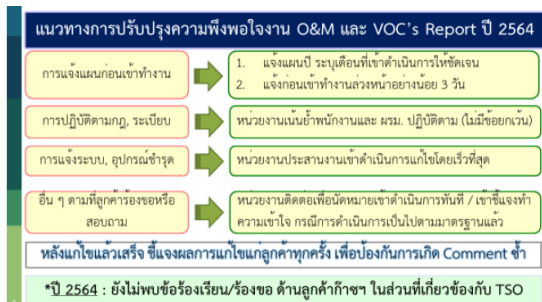 แนวทางการปรับปรุงความพึงพอใจงาน O&M และ VOC's Report ปี 2564
การแจ้งแผนก่อนเข้าทำงาน
1. แจ้งแผนปี ระบุเดือนที่เข้าดำเนินการให้ชัดเจน
2. แจ้งก่อนเข้าทำงานล่วงหน้าอย่างน้อย 3 วัน
การปฏิบัติตามกฎ, ระเบียบ
หน่วยงานเน้นย้ำพนักงานและ ผรม. ปฏิบัติตาม (ไม่มีข้อยกเว้น)
การแจ้งระบบ, อุปกรณ์ชำรุด
หน่วยงานประสานงานเข้าดำเนินการแก้ไขโดยเร็วที่สุด
อื่น ๆ ตามที่ลูกค้าร้องขอหรือ
สอบถาม
หน่วยงานติดต่อเพื่อนัดหมายเข้าดำเนินการทันที / เข้าชี้แจงทำ
ความเข้าใจ กรณีการดำเนินการเป็นไปตามมาตรฐานแล้ว
หลังแก้ไขแล้วเสร็จ ชี้แจงผลการแก้ไขแก่ลูกค้าทุกครั้ง เพื่อป้องกันการเกิด Comment ซ้ำ
*ปี 2564 : ยังไม่พบข้อร้องเรียน/ร้องขอ ด้านลูกค้าก๊าซฯ ในส่วนที่เกี่ยวข้องกับ TSO